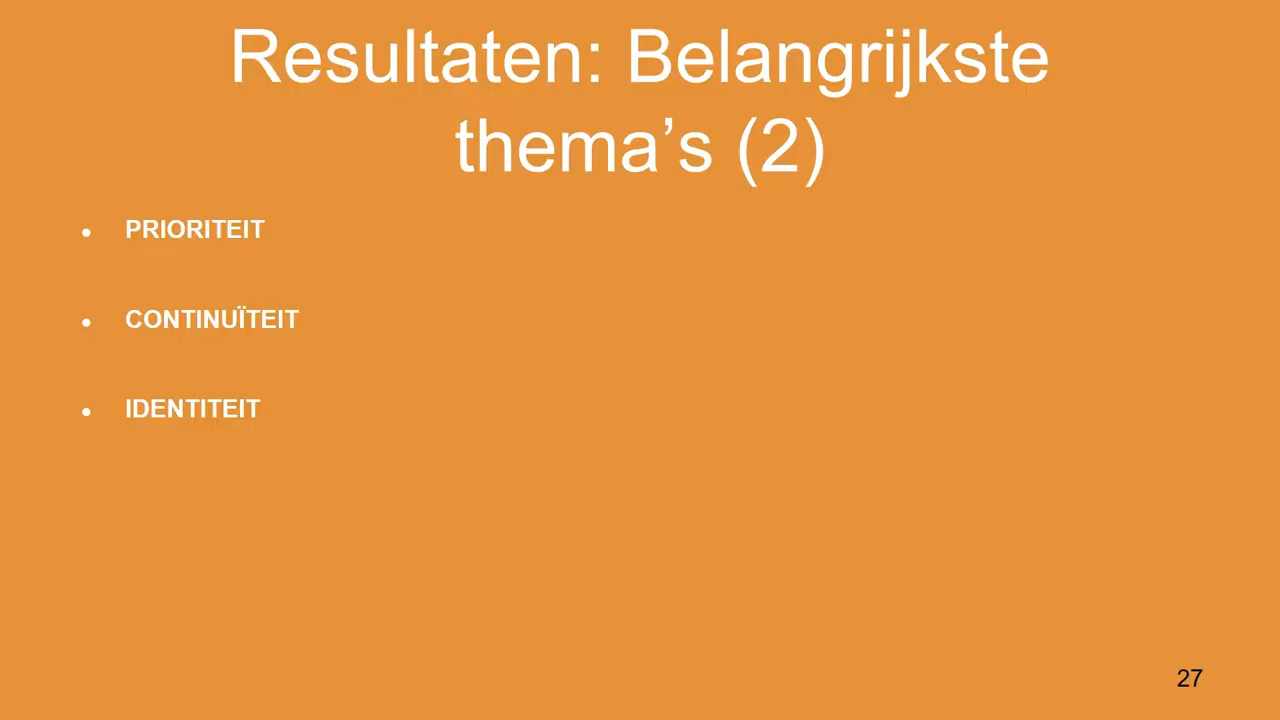 Resultaten: Belangrijkste
thema’s (2)
• PRIORITEIT
• CONTINUÏTEIT
• IDENTITEIT
27